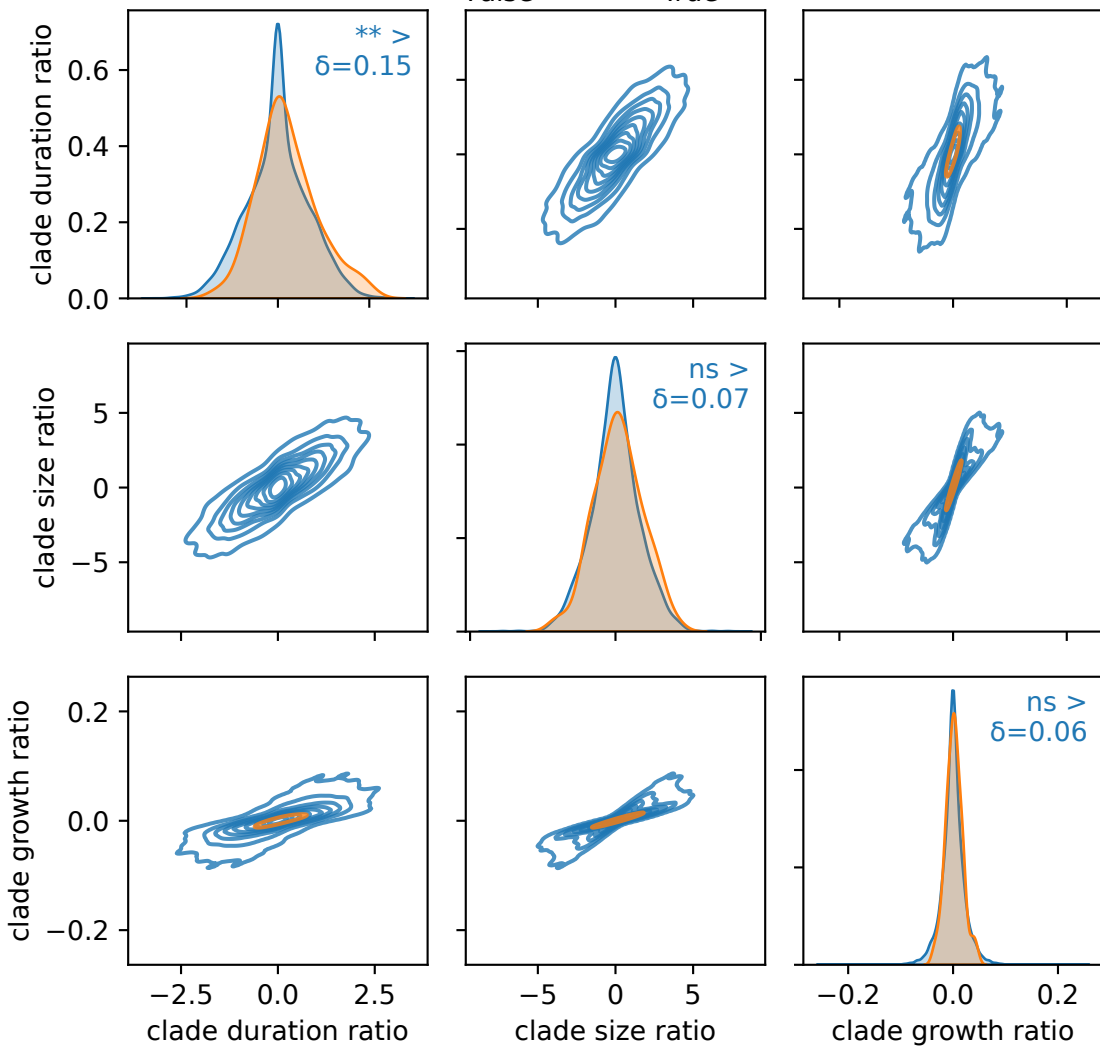 clade duration ratio
0.6
0.4
0.2
0.0
** >
δ=0.15
clade size ratio
5
0
−5
ns >
δ=0.07
clade growth ratio
0.2
0.0
−0.2
ns >
δ=0.06
−2.5 0.0 2.5
−5 0 5
−0.2 0.0 0.2
clade duration ratio
clade size ratio
clade growth ratio